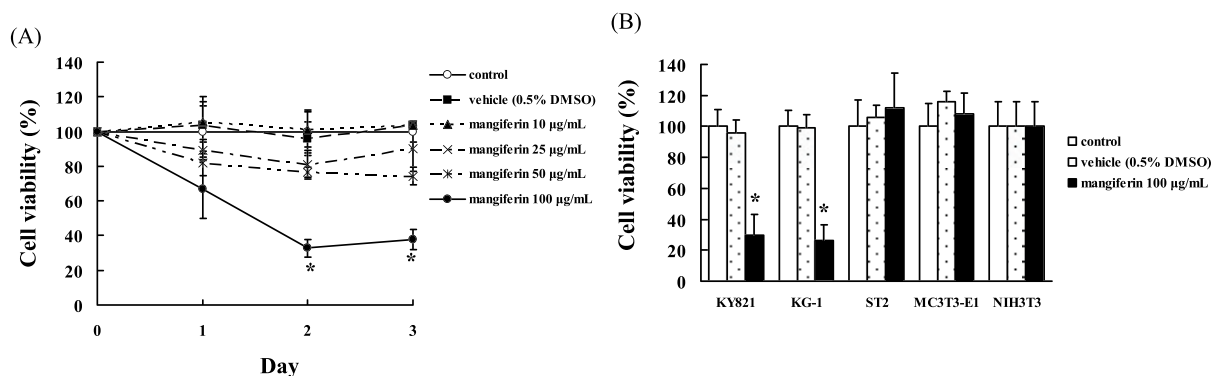 (A)
Cell viability (%)
140
120
100
80
60
40
20
0
0 1 2 3
Day
* *
control
vehicle (0.5% DMSO)
mangiferin 10 µg/mL
mangiferin 25 µg/mL
mangiferin 50 µg/mL
mangiferin 100 µg/mL
(B)
Cell viability (%)
140
120
100
80
60
40
20
0
* *
KY821 KG-1 ST2 MC3T3-E1 NIH3T3
control
vehicle (0.5% DMSO)
mangiferin 100 µg/mL